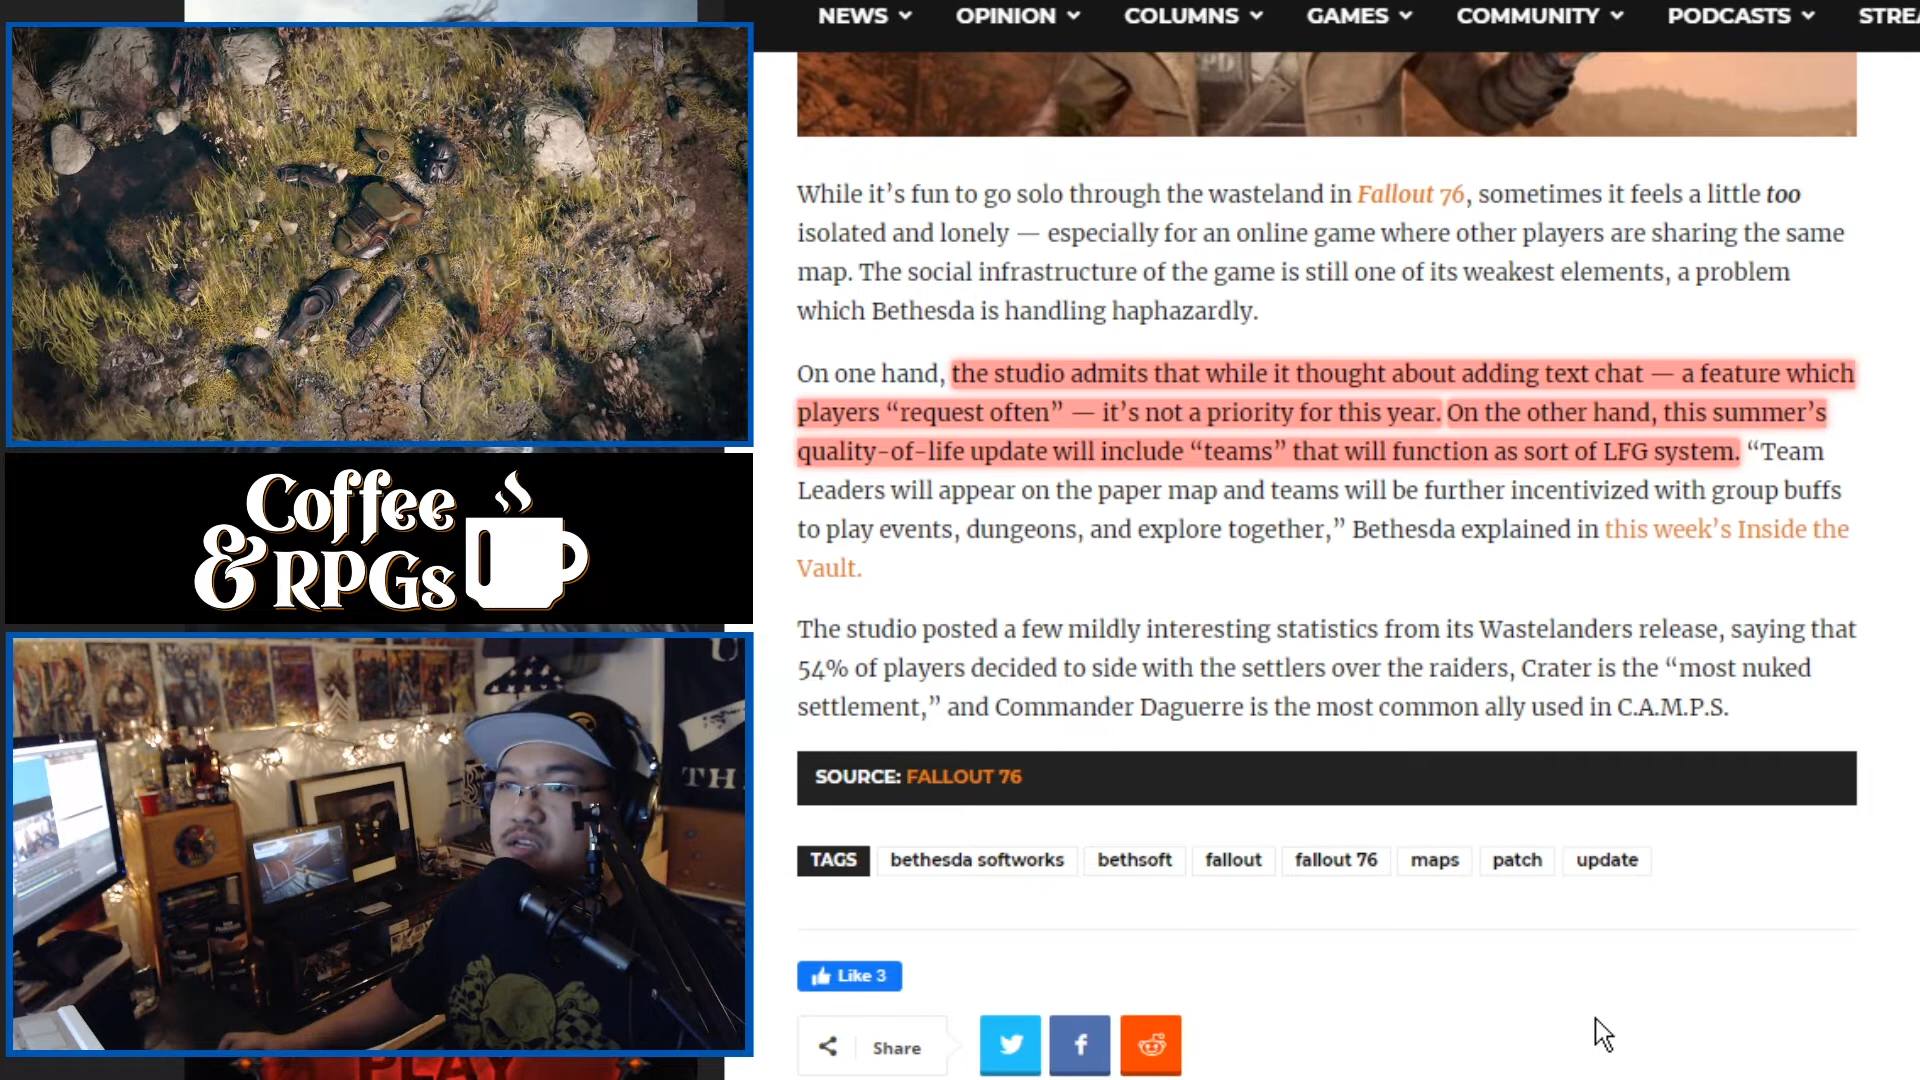 NEWS OPINION COLUMNS GAMES COMMUNITY PODCASTS
While it’s fun to go solo through the wasteland in Fallout 76, sometimes it feels a little too
isolated and lonely — especially for an online game where other players are sharing the same
map. The social infrastructure of the game is still one of its weakest elements, a problem
which Bethesda is handling haphazardly.
On one hand, the studio admits that while it thought about adding text chat — a feature which
players “request often” — it’s not a priority for this year. On the other hand, this summer’s
quality-of-life update will include “teams” that will function as sort of LFG system. “Team
Leaders will appear on the paper map and teams will be further incentivized with group buffs
to play events, dungeons, and explore together,” Bethesda explained in this week’s Inside the
Vault.
The studio posted a few mildly interesting statistics from its Wastelanders release, saying that
54% of players decided to side with the settlers over the raiders, Crater is the “most nuked
settlement,” and Commander Daguerre is the most common ally used in C.A.M.P.S.
SOURCE: FALLOUT 76
TAGS bethesda softworks bethsoft fallout fallout 76 maps patch update
Like 3
Share
Coffee
& RPGs
PLAY